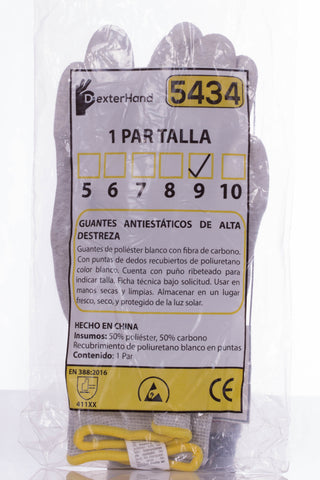 DexterHand
5434
1 PAR TALLA
5 6 7 8 9 10
GUANTES ANTIESTÁTICOS DE ALTA
DESTREZA
Guantes de poliéster blanco con fibra de carbono.
Con puntas de dedos recubiertos de poliuretano
color blanco. Cuenta con puño ribeteado para
indicar talla. Ficha técnica bajo solicitud. Usar en
manos secas y limpias. Almacenar en un lugar
fresco, seco, y protegido de la luz solar.
HECHO EN CHINA
Insumos: 50% poliéster, 50% carbono
Recubrimiento de poliuretano blanco en puntas
Contenido: 1 Par
EN 388:2016
411XX
CE